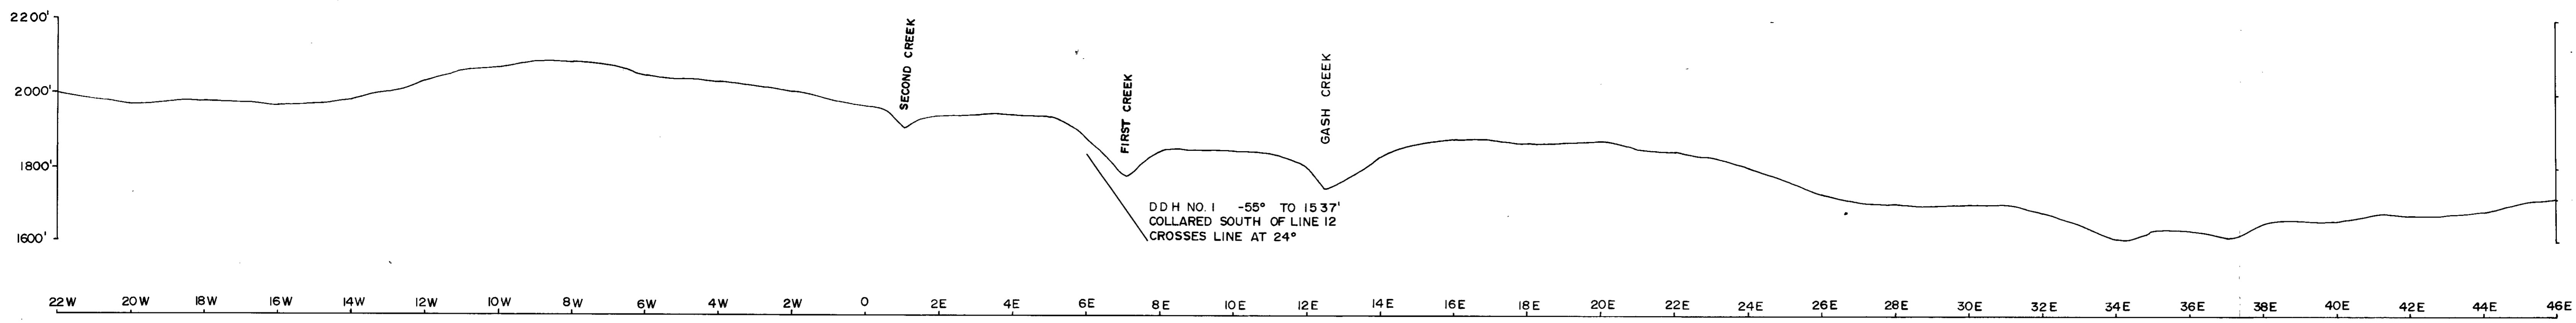 2200'
2000'
1800'
1600'
SECOND CREEK
FIRST CREEK
GASH CREEK
DDH NO. 1 -55° TO 1537'
COLLARED SOUTH OF LINE 12
CROSSES LINE AT 24°
22W 20W 18W 16W 14W 12W 10W 8W 6W 4W 2W 0 2E 4E 6E 8E 10E 12E 14E 16E 18E 20E 22E 24E 26E 28E 30E 32E 34E 36E 38E 40E 42E 44E 46E